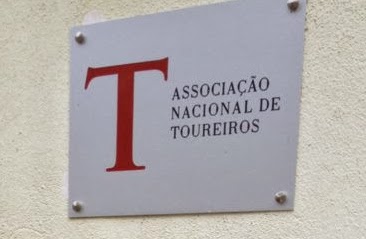 T
ASSOCIAÇÃO
NACIONAL DE
TOUREIROS